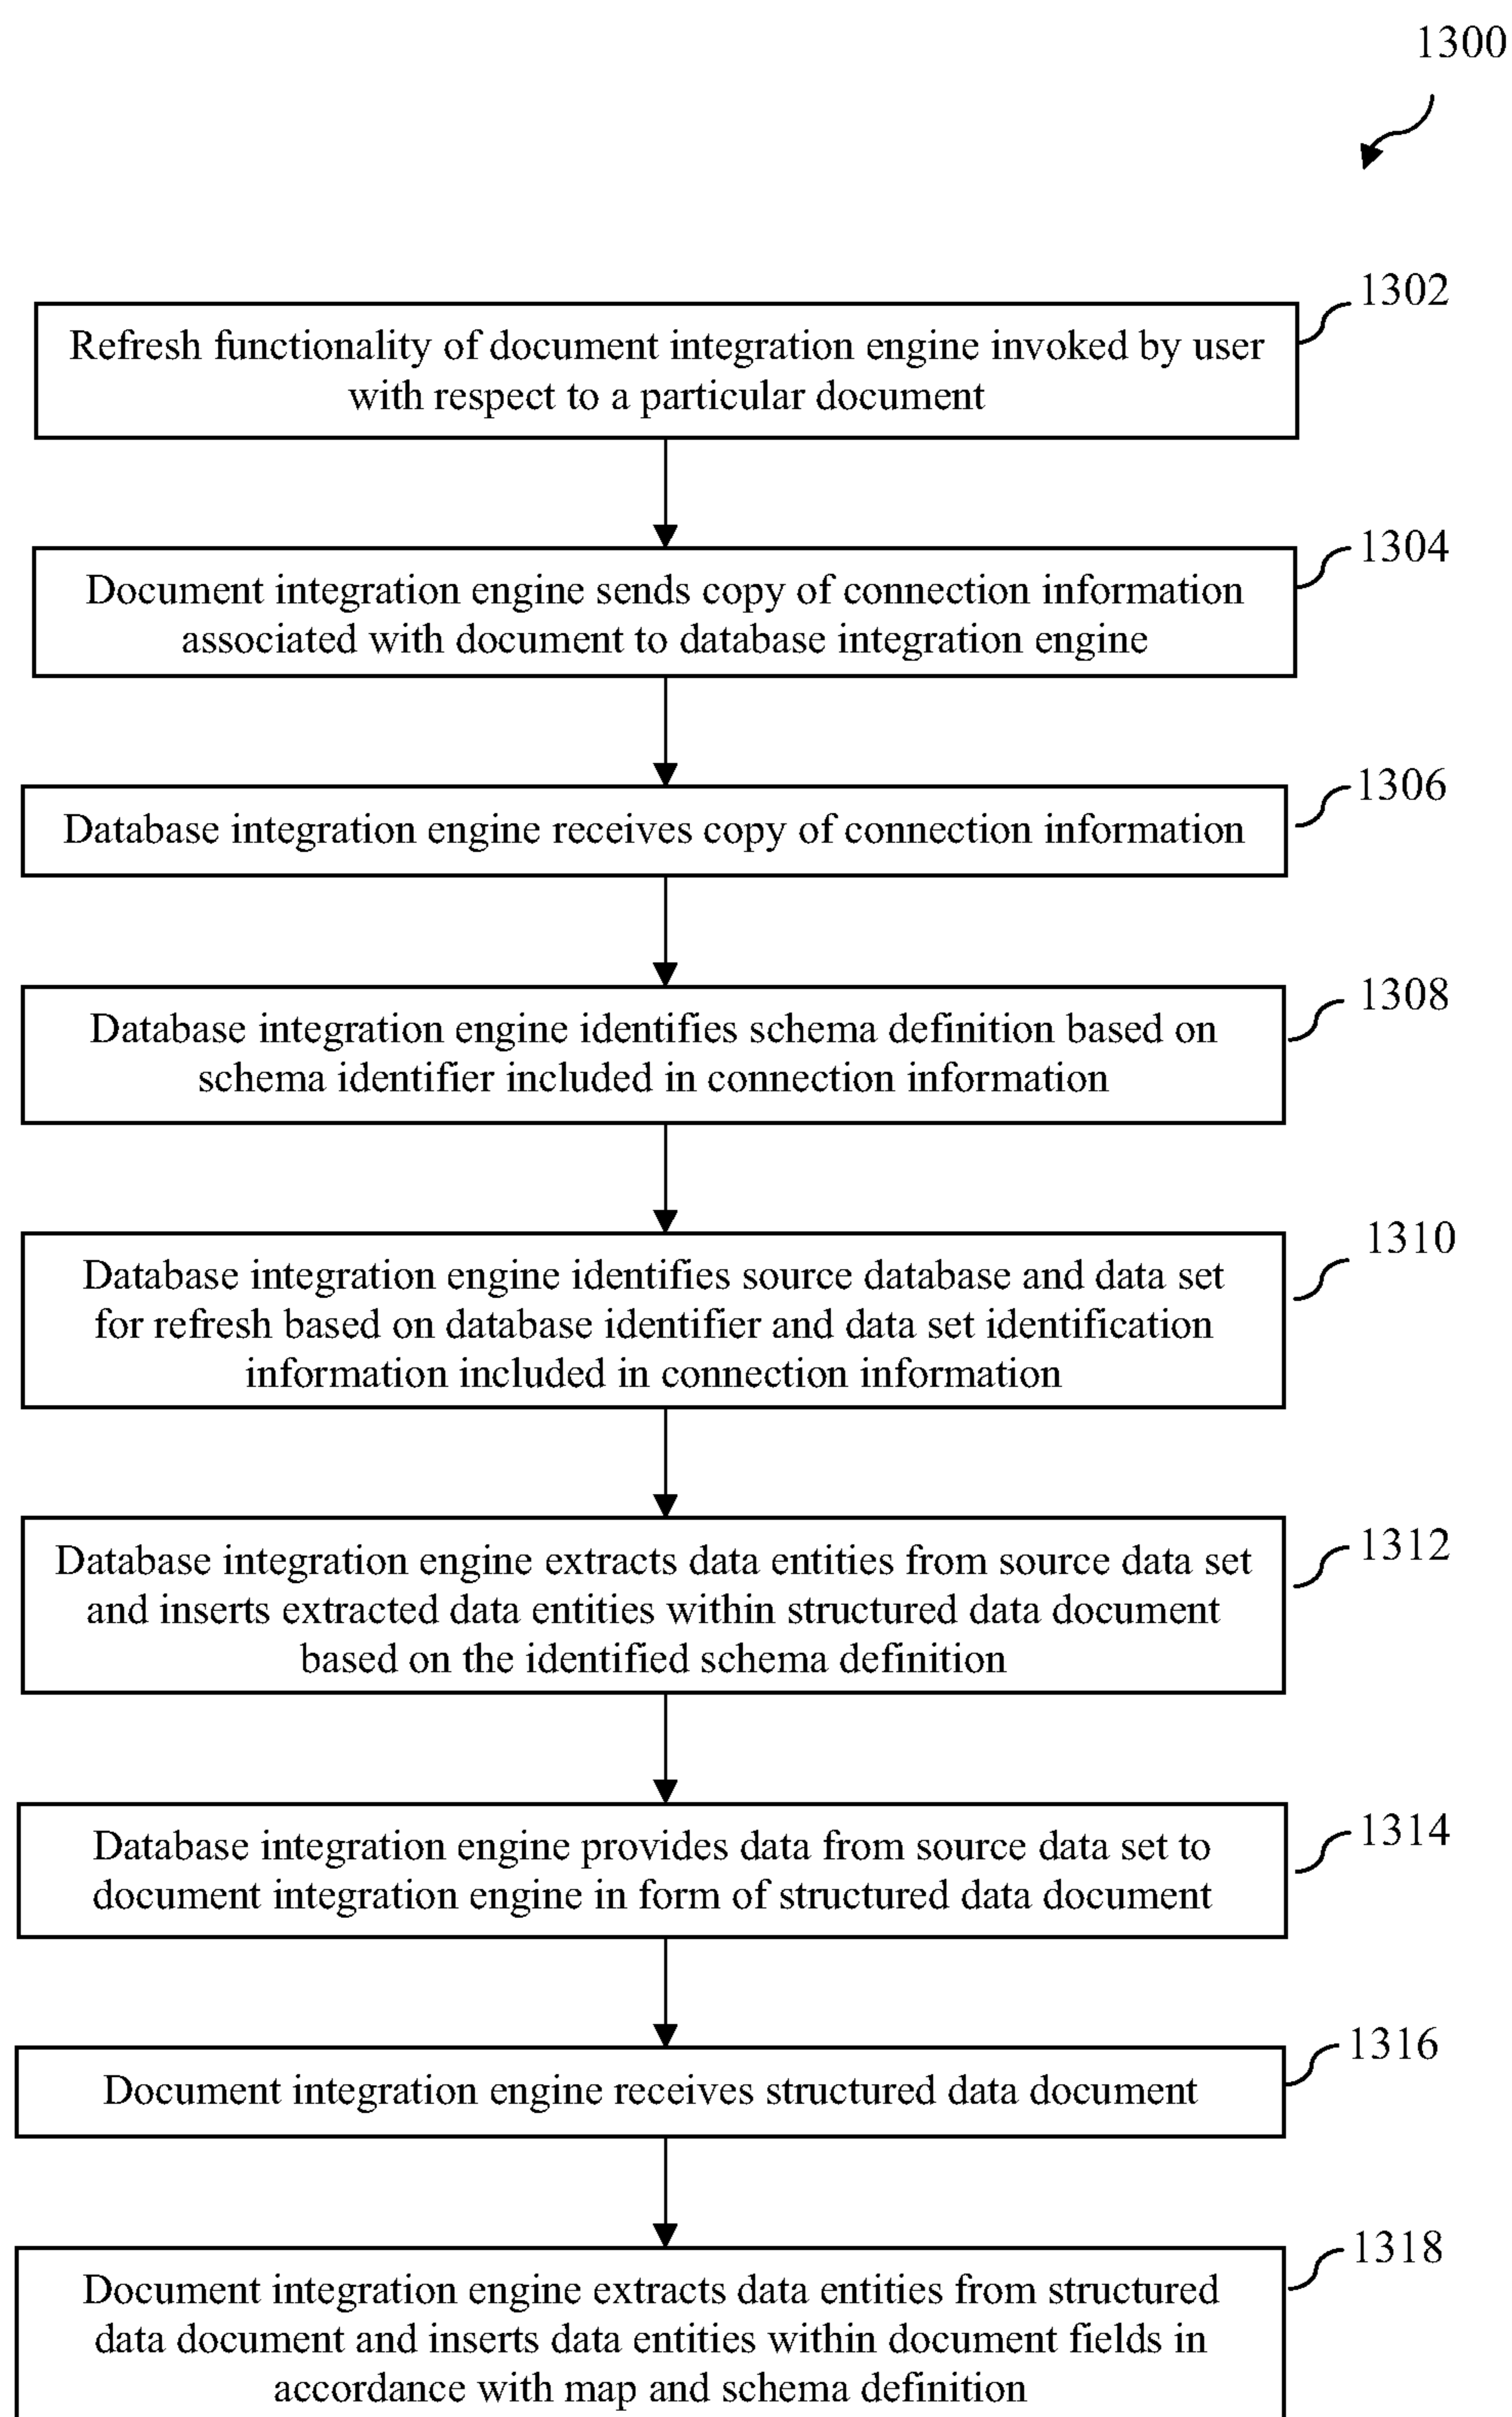 1300
1302
Refresh functionality of document integration engine invoked by user
with respect to a particular document
1304
Document integration engine sends copy of connection information
associated with document to database integration engine
1306
Database integration engine receives copy of connection information
1308
Database integration engine identifies schema definition based on
schema identifier included in connection information
1310
Database integration engine identifies source database and data set
for refresh based on database identifier and data set identification
information included in connection information
1312
Database integration engine extracts data entities from source data set
and inserts extracted data entities within structured data document
based on the identified schema definition
1314
Database integration engine provides data from source data set to
document integration engine in form of structured data document
1316
Document integration engine receives structured data document
1318
Document integration engine extracts data entities from structured
data document and inserts data entities within document fields in
accordance with map and schema definition